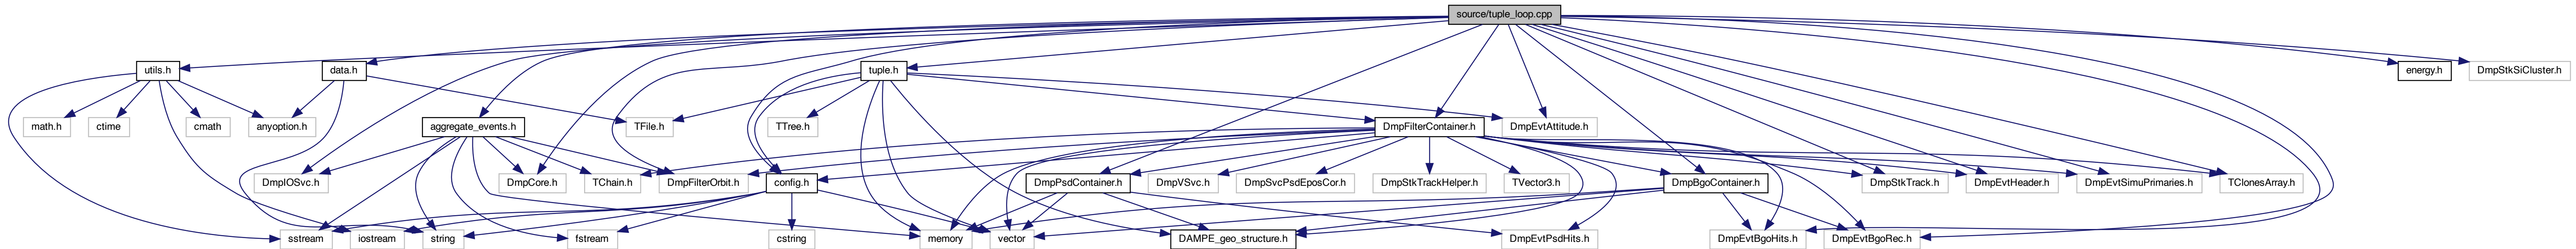 source/tuple_loop.cpp
utils.h
data.h
tuple.h
energy.h
DmpStkSiCluster.h
math.h
ctime
cmath
anyoption.h
aggregate_events.h
TFile.h
TTree.h
DmpFilterContainer.h
DmpEvtAttitude.h
DmpIOSvc.h
DmpCore.h
TChain.h
DmpFilterOrbit.h
config.h
DmpPsdContainer.h
DmpVSvc.h
DmpSvcPsdEposCor.h
DmpStkTrackHelper.h
TVector3.h
DmpBgoContainer.h
DmpStkTrack.h
DmpEvtHeader.h
DmpEvtSimuPrimaries.h
TClonesArray.h
sstream
iostream
string
fstream
cstring
memory
vector
DAMPE_geo_structure.h
DmpEvtPsdHits.h
DmpEvtBgoHits.h
DmpEvtBgoRec.h